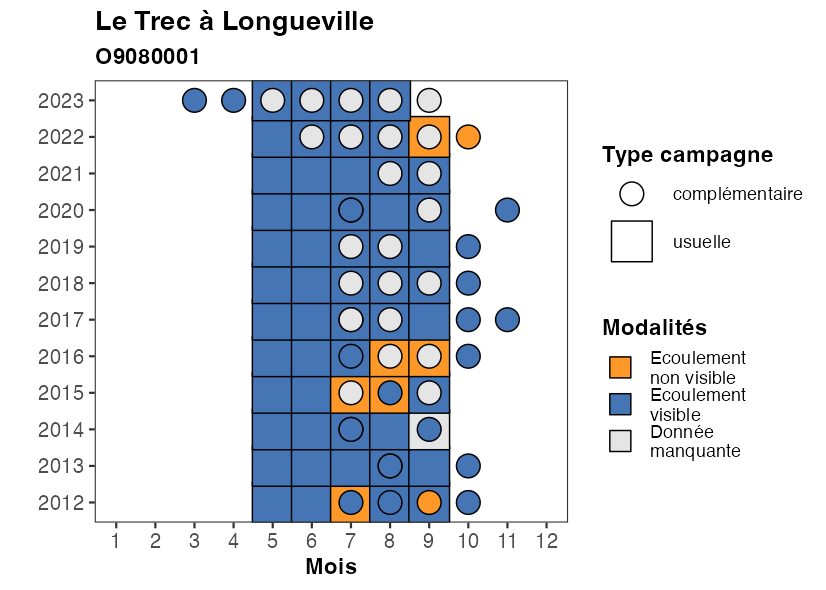 Le Trec à Longueville
O9080001
2023
2022
2021
2020
2019
2018
2017
2016
2015
2014
2013
2012
1 2 3 4 5 6 7 8 9 10 11 12
Mois
Type campagne
complémentaire
usuelle
Modalités
Ecoulement
non visible
Ecoulement
visible
Donnée
manquante